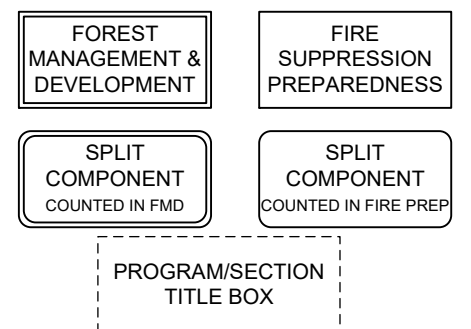 FOREST
MANAGEMENT &
DEVELOPMENT
FIRE
SUPPRESSION
PREPAREDNESS
SPLIT
COMPONENT
COUNTED IN FMD
SPLIT
COMPONENT
COUNTED IN FIRE PREP
PROGRAM/SECTION
TITLE BOX